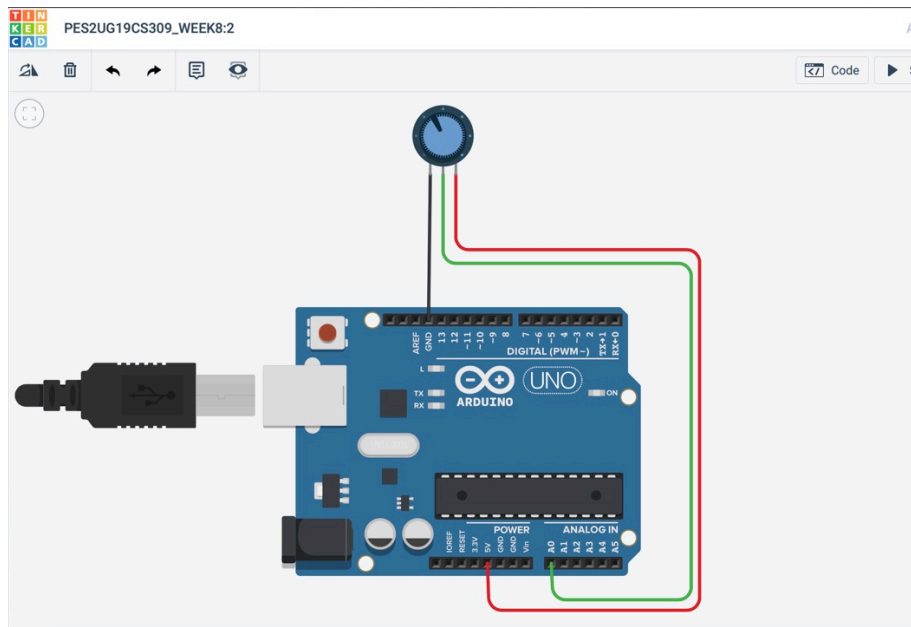 TIN
KER
CAD
PES2UG19CS309_WEEK8:2
Code
AREF
GND
13
12
~11
~10
~9
8
7
~6
~5
4
~3
2
TX→1
RX←0
DIGITAL (PWM~)
L
TX
RX
ARDUINO
UNO
ON
POWER
ANALOG IN
IOREF
RESET
3.3V
5V
GND
GND
Vin
A0
A1
A2
A3
A4
A5